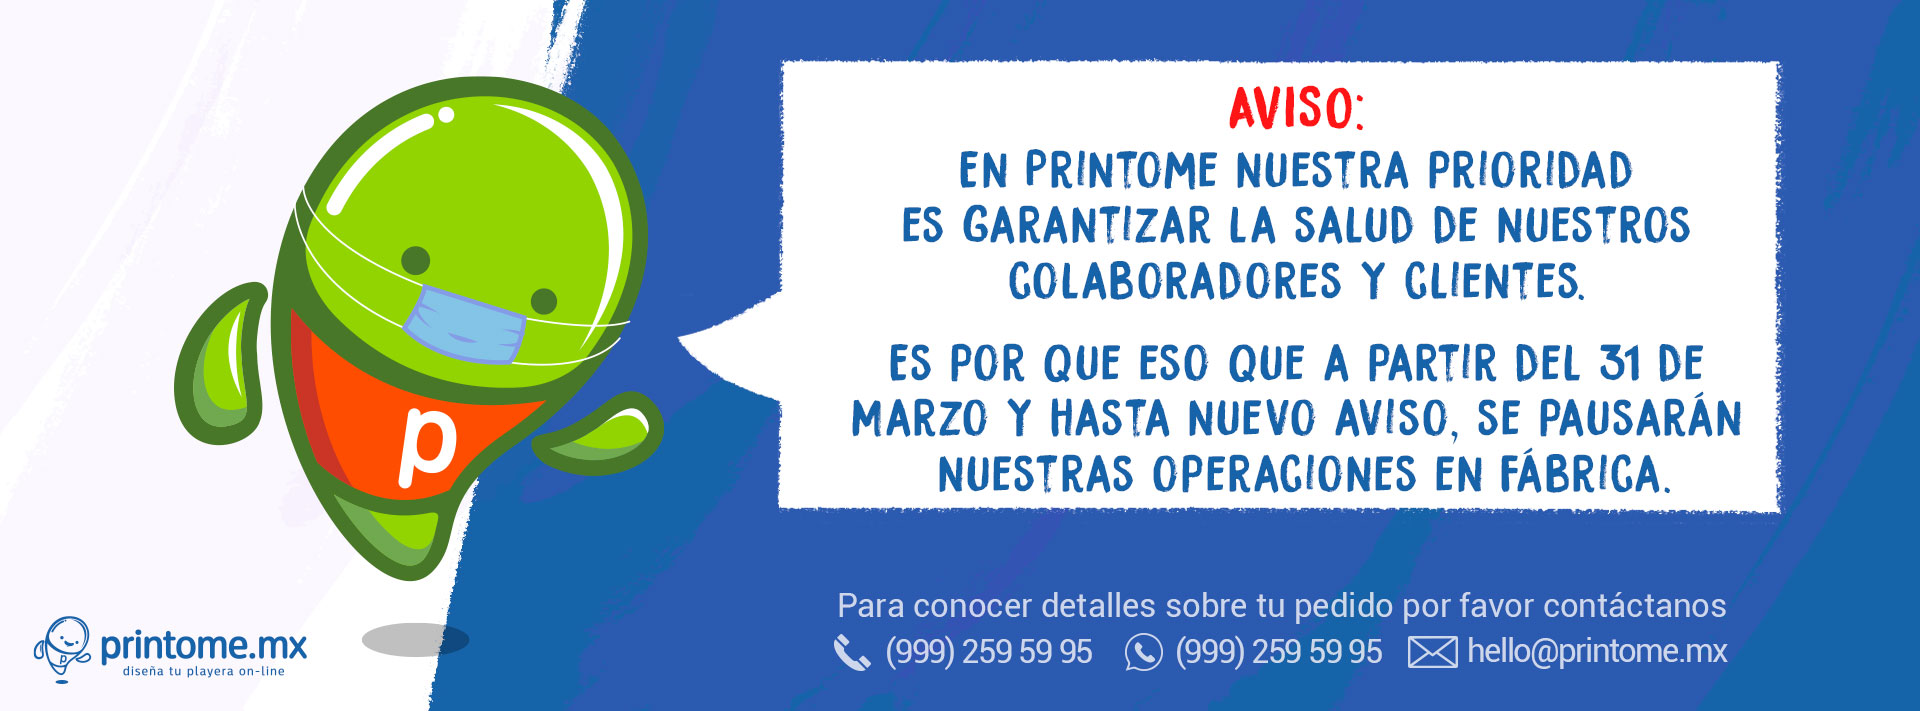 AVISO:
EN PRINTOME NUESTRA PRIORIDAD
ES GARANTIZAR LA SALUD DE NUESTROS
COLABORADORES Y CLIENTES.
ES POR QUE ESO QUE A PARTIR DEL 31 DE
MARZO Y HASTA NUEVO AVISO, SE PAUSARÁN
NUESTRAS OPERACIONES EN FÁBRICA.
p
Para conocer detalles sobre tu pedido por favor contáctanos
(999) 259 59 95 (999) 259 59 95 hello@printome.mx
printome.mx
diseña tu playera on-line